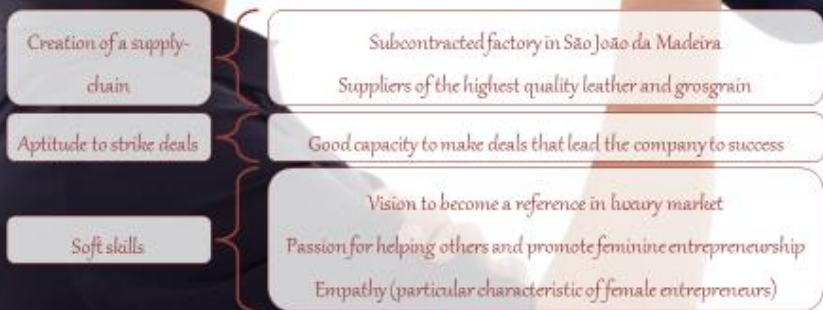 Creation of a supply-
chain
Subcontracted factory in São João da Madeira
Suppliers of the highest quality leather and grosgrain
Aptitude to strike deals
Good capacity to make deals that lead the company to success
Soft skills
Vision to become a reference in luxury market
Passion for helping others and promote feminine entrepreneurship
Empathy (particular characteristic of female entrepreneurs)